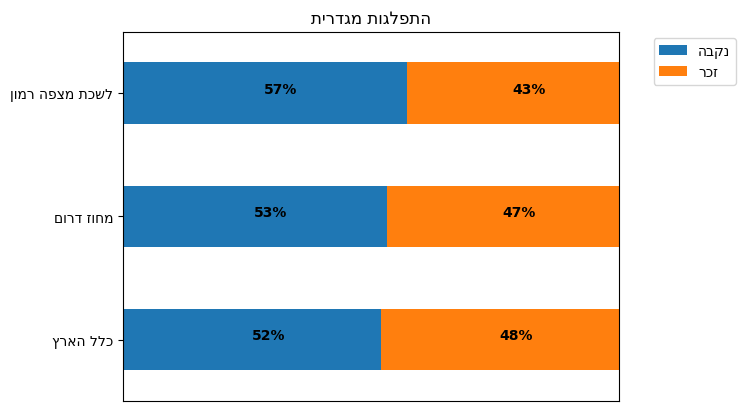 התפלגות מגדרית
נקבה
זכר
לשכת מצפה רמון
57%
43%
מחוז דרום
53%
47%
כלל הארץ
52%
48%